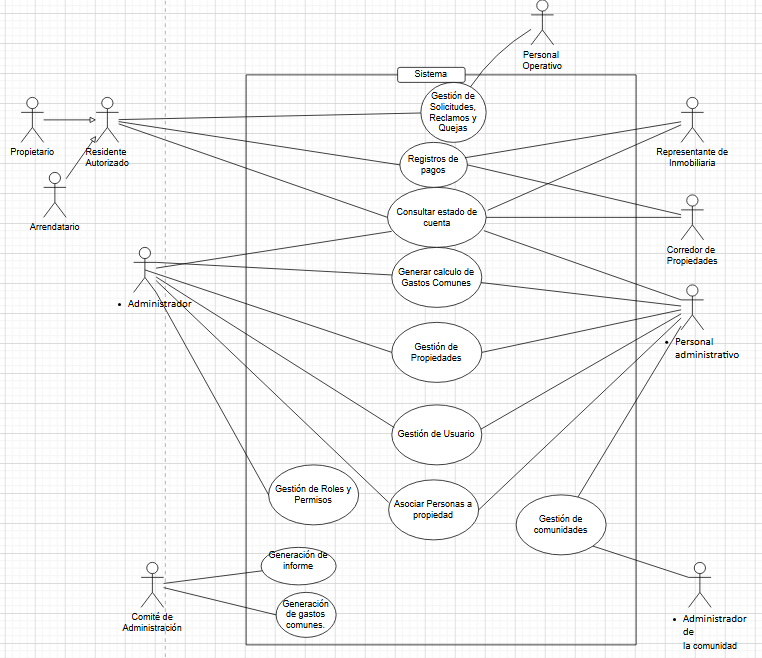 Personal
Operativo
Sistema
Gestión de
Solicitudes,
Reclamos y
Quejas
Propietario
Residente
Autorizado
Registros de
pagos
Representante de
Inmobiliaria
Arrendatario
Consultar estado de
cuenta
Corredor de
Propiedades
• Administrador
Generar calculo de
Gastos Comunes
Gestión de
Propiedades
• Personal
administrativo
Gestión de Usuario
Gestión de Roles y
Permisos
Asociar Personas a
propiedad
Gestión de
comunidades
Generación de
informe
Generación
de gastos
comunes.
Comité de
Administración
• Administrador
de
la comunidad